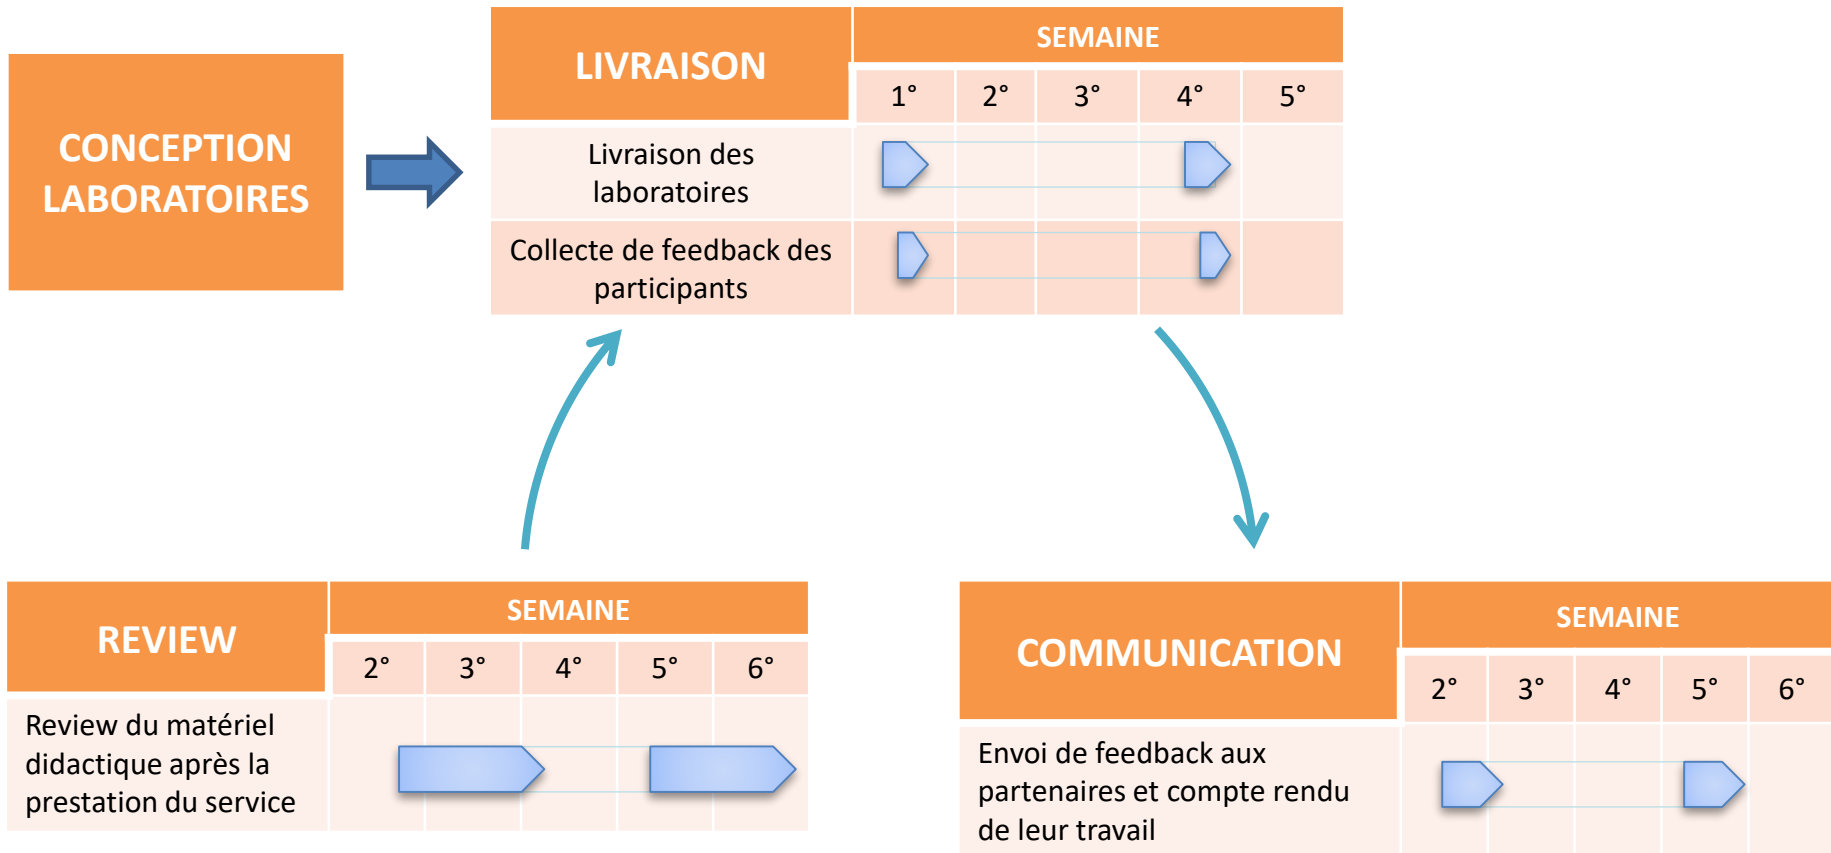 CONCEPTION
LABORATOIRES
LIVRAISON
SEMAINE
1° 2° 3° 4° 5°
Livraison des
laboratoires
Collecte de feedback des
participants
REVIEW
SEMAINE
2° 3° 4° 5° 6°
Review du matériel
didactique après la
prestation du service
COMMUNICATION
SEMAINE
2° 3° 4° 5° 6°
Envoi de feedback aux
partenaires et compte rendu
de leur travail